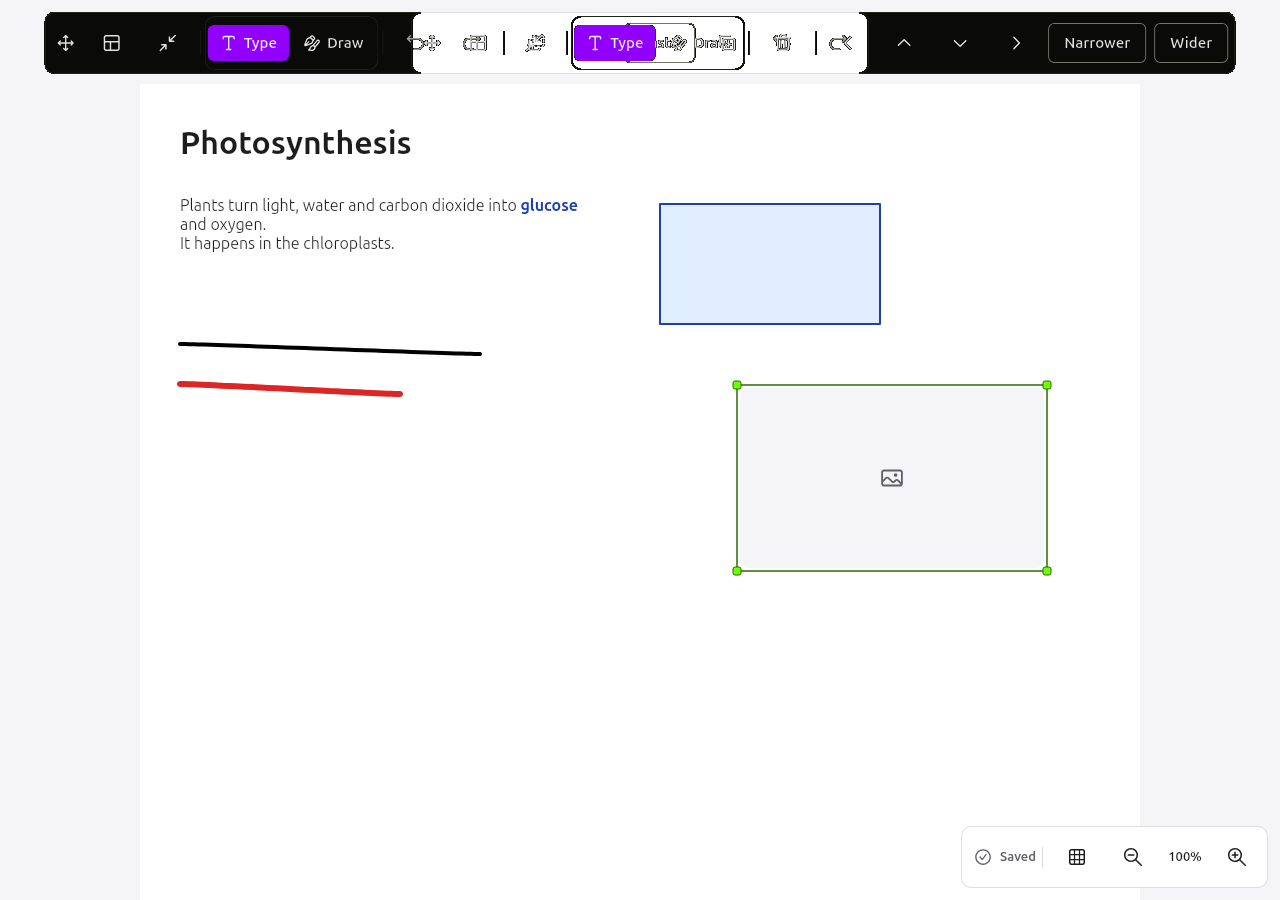 Type Draw Type Narrower Wider
Photosynthesis
Plants turn light, water and carbon dioxide into glucose
and oxygen.
It happens in the chloroplasts.
Saved 100%